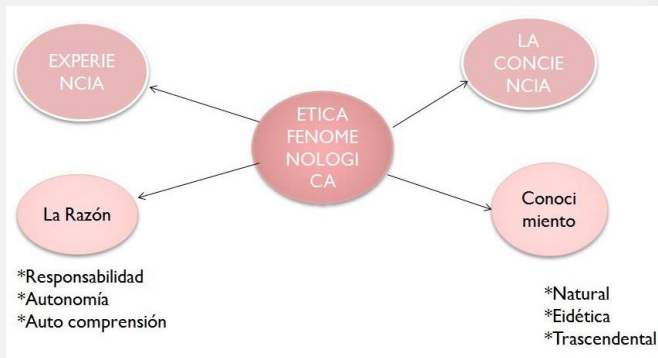 EXPERIE
NCIA
LA
CONCIE
NCIA
ETICA
FENOME
NOLOGI
CA
La Razón
Conoci
miento
*Responsabilidad
*Autonomía
*Auto comprensión
*Natural
*Eidética
*Trascendental